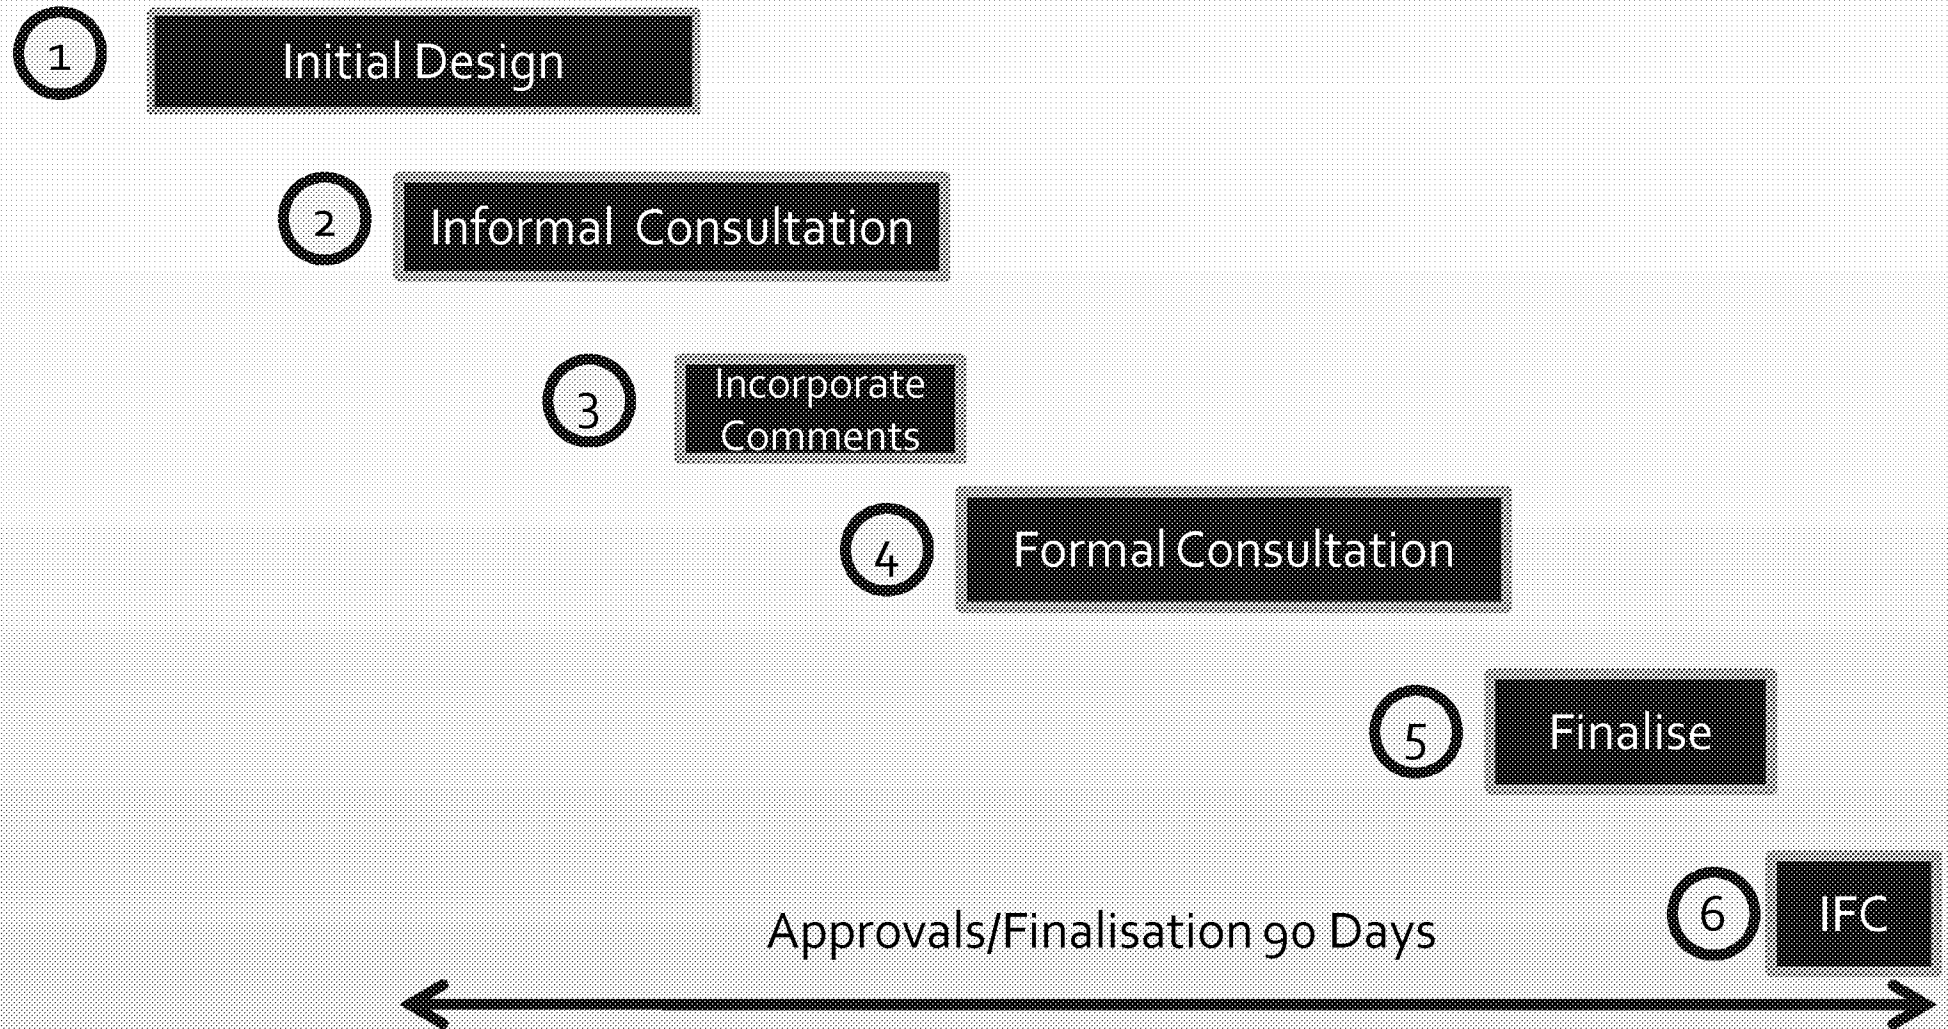 1
Initial Design
2
Informal Consultation
3
Incorporate
Comments
4
Formal Consultation
5
Finalise
6
IFC
Approvals/Finalisation 90 Days